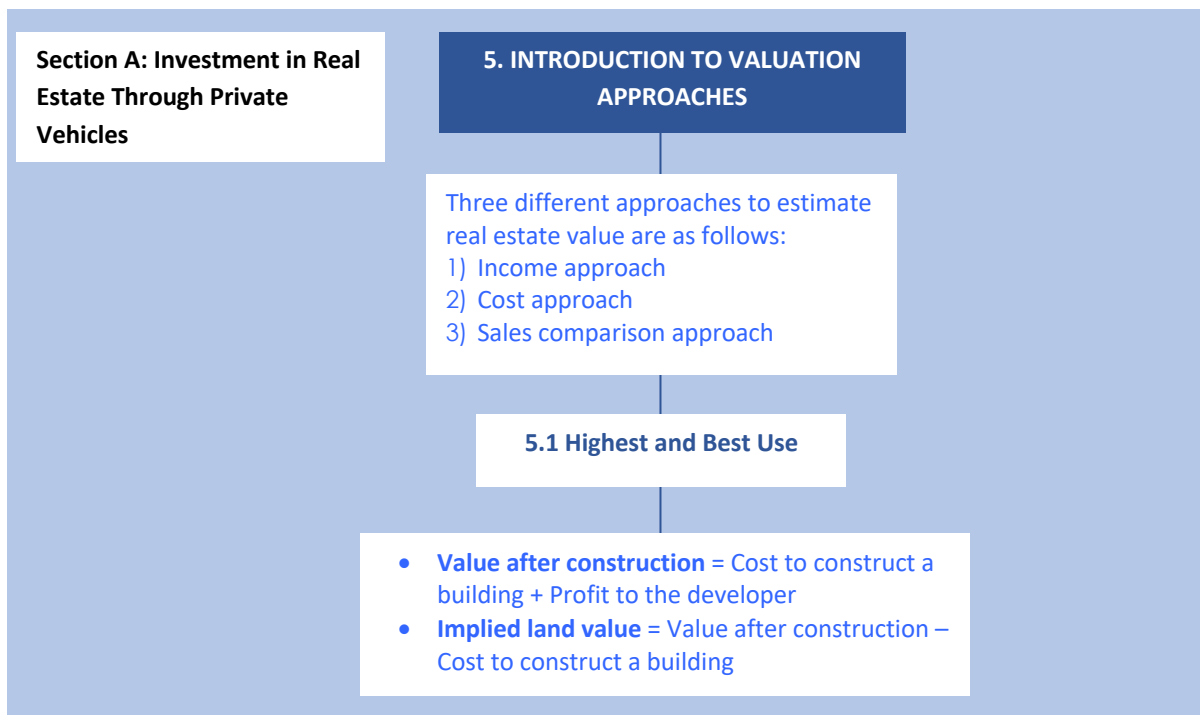 Section A: Investment in Real
Estate Through Private
Vehicles
5. INTRODUCTION TO VALUATION
APPROACHES
Three different approaches to estimate
real estate value are as follows:
1) Income approach
2) Cost approach
3) Sales comparison approach
5.1 Highest and Best Use
• Value after construction = Cost to construct a
building + Profit to the developer
• Implied land value = Value after construction –
Cost to construct a building